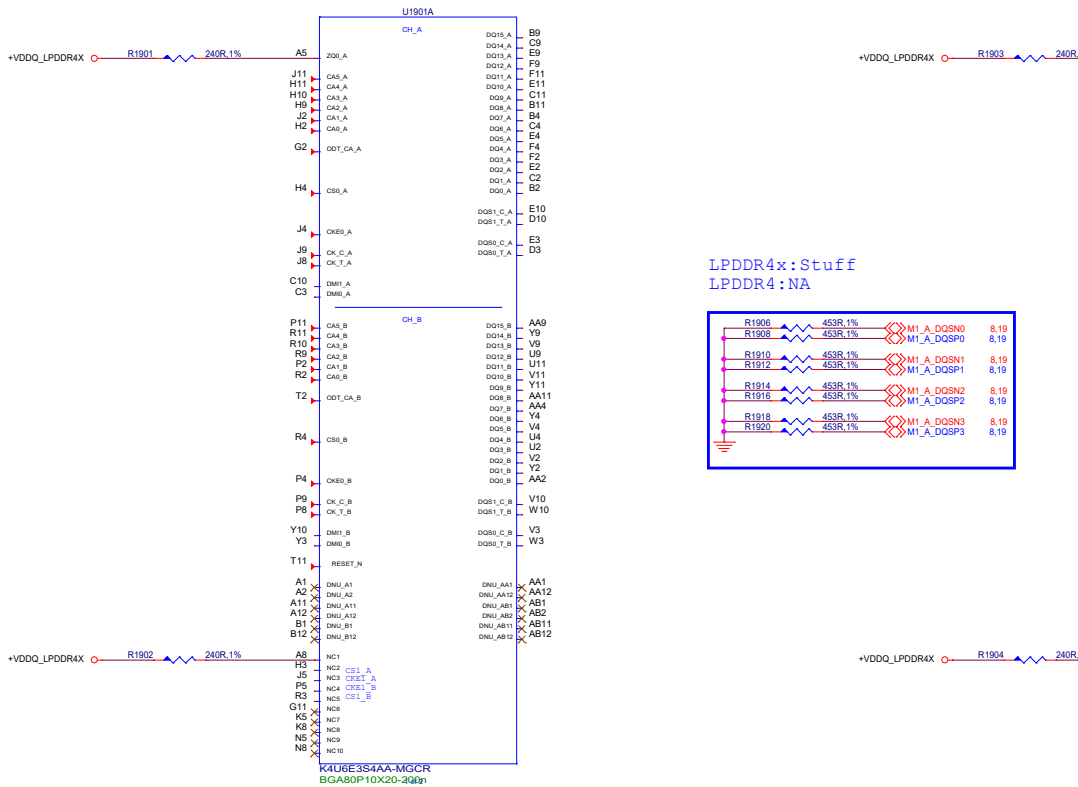 U1901A
CH_A
+VDDQ_LPDDR4X R1901 240R,1% A5 ZQ0_A
J11 CA5_A
H11 CA4_A
H10 CA3_A
H9 CA2_A
J2 CA1_A
H2 CA0_A
G2 ODT_CA_A
H4 CS0_A
J4 CKE0_A
J9 CK_C_A
J8 CK_T_A
C10 DMI1_A
C3 DMI0_A
DQ15_A B9
DQ14_A C9
DQ13_A E9
DQ12_A F9
DQ11_A F11
DQ10_A E11
DQ9_A C11
DQ8_A B11
DQ7_A B4
DQ6_A C4
DQ5_A E4
DQ4_A F4
DQ3_A F2
DQ2_A E2
DQ1_A C2
DQ0_A B2
DQS1_C_A E10
DQS1_T_A D10
DQS0_C_A E3
DQS0_T_A D3
CH_B
P11 CA5_B
R11 CA4_B
R10 CA3_B
R9 CA2_B
P2 CA1_B
R2 CA0_B
T2 ODT_CA_B
R4 CS0_B
P4 CKE0_B
P9 CK_C_B
P8 CK_T_B
Y10 DMI1_B
Y3 DMI0_B
T11 RESET_N
DQ15_B AA9
DQ14_B Y9
DQ13_B V9
DQ12_B U9
DQ11_B U11
DQ10_B V11
DQ9_B Y11
DQ8_B AA11
DQ7_B AA4
DQ6_B Y4
DQ5_B V4
DQ4_B U4
DQ3_B U2
DQ2_B V2
DQ1_B Y2
DQ0_B AA2
DQS1_C_B V10
DQS1_T_B W10
DQS0_C_B V3
DQS0_T_B W3
A1 DNU_A1
A2 DNU_A2
A11 DNU_A11
A12 DNU_A12
B1 DNU_B1
B12 DNU_B12
DNU_AA1 AA1
DNU_AA12 AA12
DNU_AB1 AB1
DNU_AB2 AB2
DNU_AB11 AB11
DNU_AB12 AB12
+VDDQ_LPDDR4X R1902 240R,1% A8 NC1
H3 NC2 CS1_A
J5 NC3 CKE1_A
P5 NC4 CKE1_B
R3 NC5 CS1_B
G11 NC6
K5 NC7
K8 NC8
N5 NC9
N8 NC10
K4U6E3S4AA-MGCR
BGA80P10X20-200n
+VDDQ_LPDDR4X R1903 240R,
LPDDR4x:Stuff
LPDDR4:NA
R1906 453R,1% M1_A_DQSN0 8,19
R1908 453R,1% M1_A_DQSP0 8,19
R1910 453R,1% M1_A_DQSN1 8,19
R1912 453R,1% M1_A_DQSP1 8,19
R1914 453R,1% M1_A_DQSN2 8,19
R1916 453R,1% M1_A_DQSP2 8,19
R1918 453R,1% M1_A_DQSN3 8,19
R1920 453R,1% M1_A_DQSP3 8,19
+VDDQ_LPDDR4X R1904 240R,